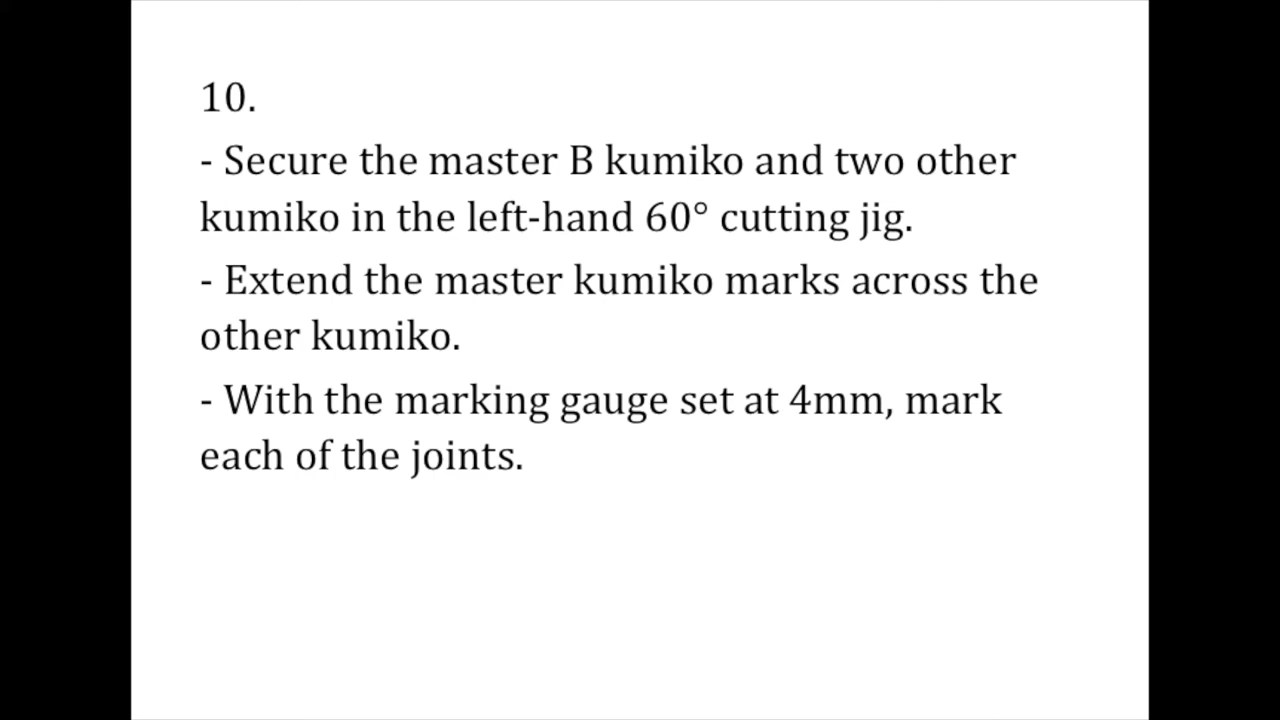 10.
- Secure the master B kumiko and two other
kumiko in the left-hand 60° cutting jig.
- Extend the master kumiko marks across the
other kumiko.
- With the marking gauge set at 4mm, mark
each of the joints.